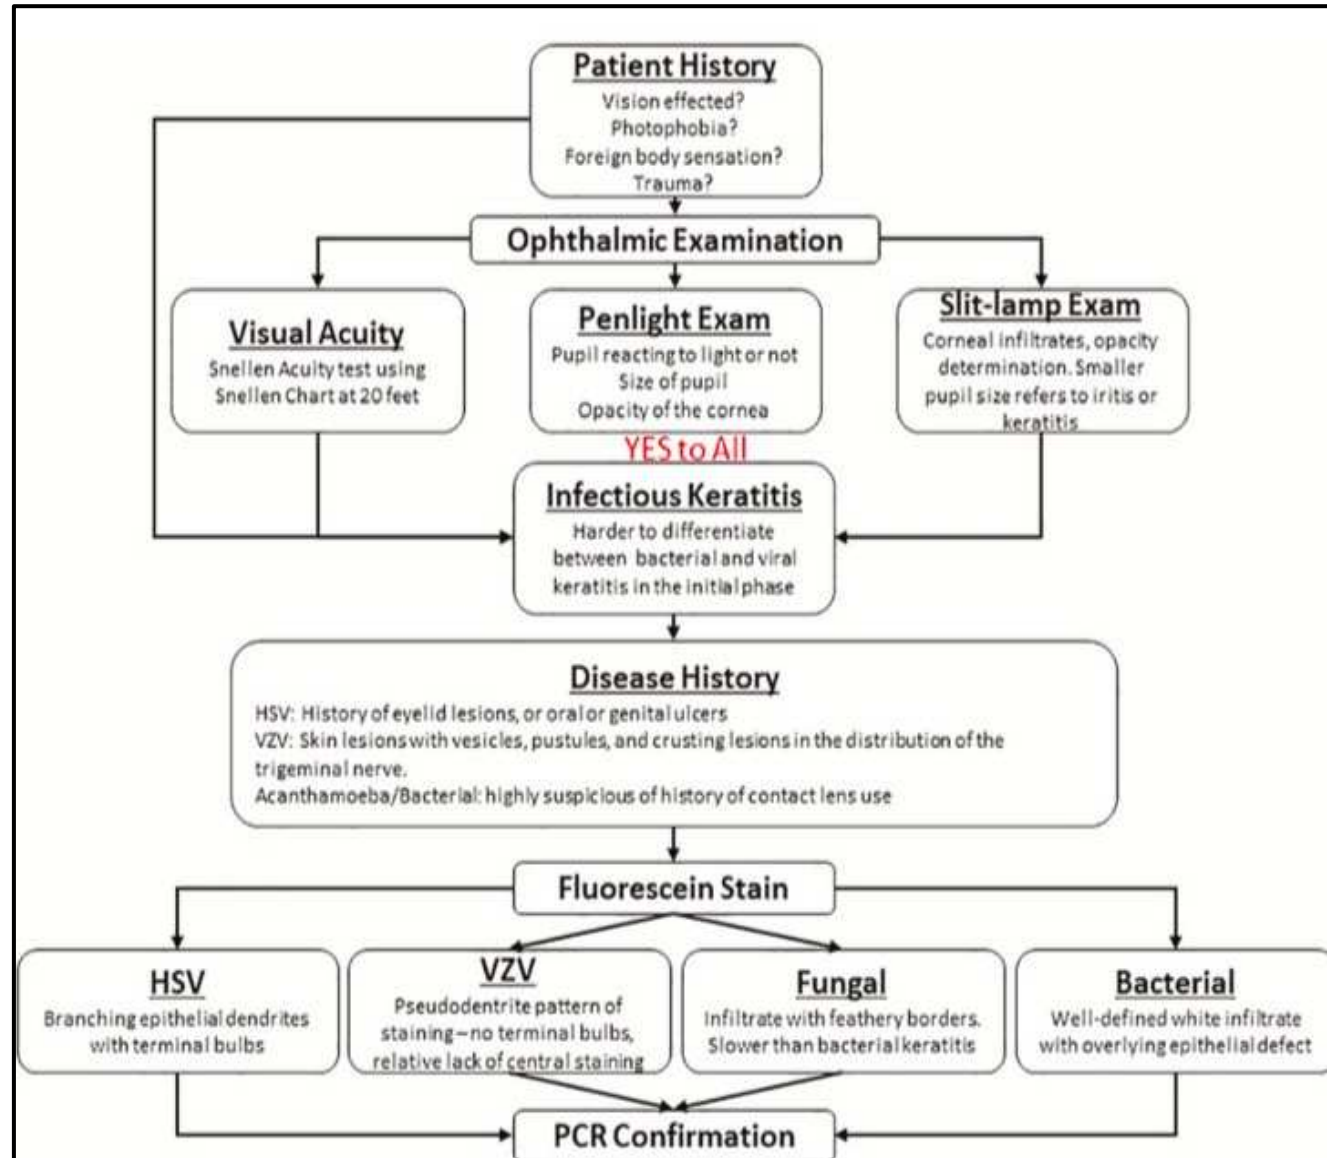 Patient History
Vision effected?
Photophobia?
Foreign body sensation?
Trauma?
Ophthalmic Examination
Visual Acuity
Snellen Acuity test using
Snellen Chart at 20 feet
Penlight Exam
Pupil reacting to light or not
Size of pupil
Opacity of the cornea
Slit-lamp Exam
Corneal infiltrates, opacity
determination. Smaller
pupil size refers to iritis or
keratitis
YES to All
Infectious Keratitis
Harder to differentiate
between bacterial and viral
keratitis in the initial phase
Disease History
HSV: History of eyelid lesions, or oral or genital ulcers
VZV: Skin lesions with vesicles, pustules, and crusting lesions in the distribution of the
trigeminal nerve.
Acanthamoeba/Bacterial: highly suspicious of history of contact lens use
Fluorescein Stain
HSV
Branching epithelial dendrites
with terminal bulbs
VZV
Pseudodentrite pattern of
staining—no terminal bulbs,
relative lack of central staining
Fungal
Infiltrate with feathery borders.
Slower than bacterial keratitis
Bacterial
Well-defined white infiltrate
with overlying epithelial defect
PCR Confirmation